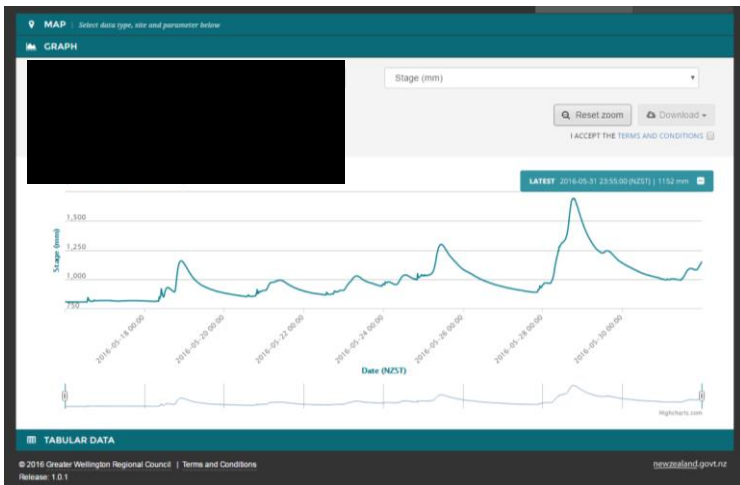 MAP | Select data type, site and parameter below
GRAPH
Stage (mm)
Reset zoom
Download
I ACCEPT THE TERMS AND CONDITIONS
LATEST 2016-05-31 23:55:00 (NZST) | 1152 mm
Stage (mm)
1,500
1,250
1,000
750
2016-05-18 00:00
2016-05-20 00:00
2016-05-22 00:00
2016-05-24 00:00
2016-05-26 00:00
2016-05-28 00:00
2016-05-30 00:00
Date (NZST)
Highcharts.com
TABULAR DATA
© 2016 Greater Wellington Regional Council | Terms and Conditions
newzealand.govt.nz
Release: 1.0.1